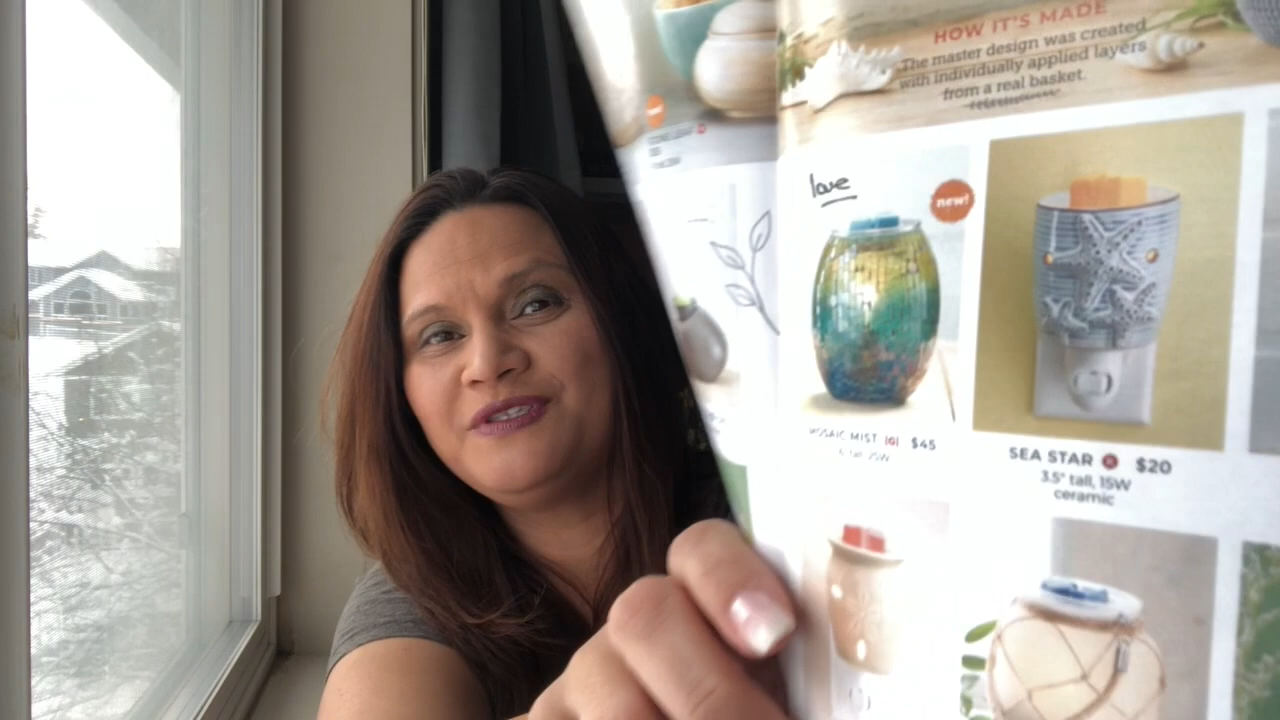 HOW IT'S MADE
The master design was created
with individually applied layers
from a real basket.
love
new!
MOSAIC MIST $45
25W
SEA STAR R $20
3.5" tall, 15W
ceramic